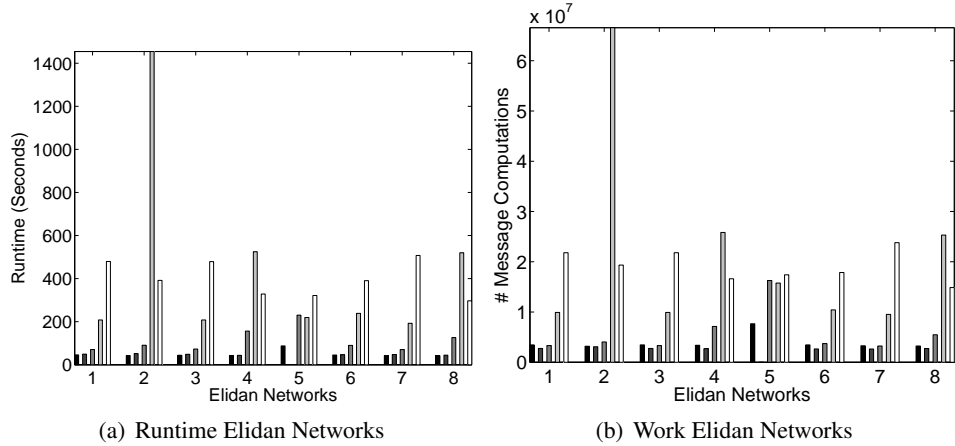 1400
1200
1000
800
600
400
200
0
Runtime (Seconds)
1 2 3 4 5 6 7 8
Elidan Networks
(a) Runtime Elidan Networks
x 10^7
6
5
4
3
2
1
0
# Message Computations
1 2 3 4 5 6 7 8
Elidan Networks
(b) Work Elidan Networks